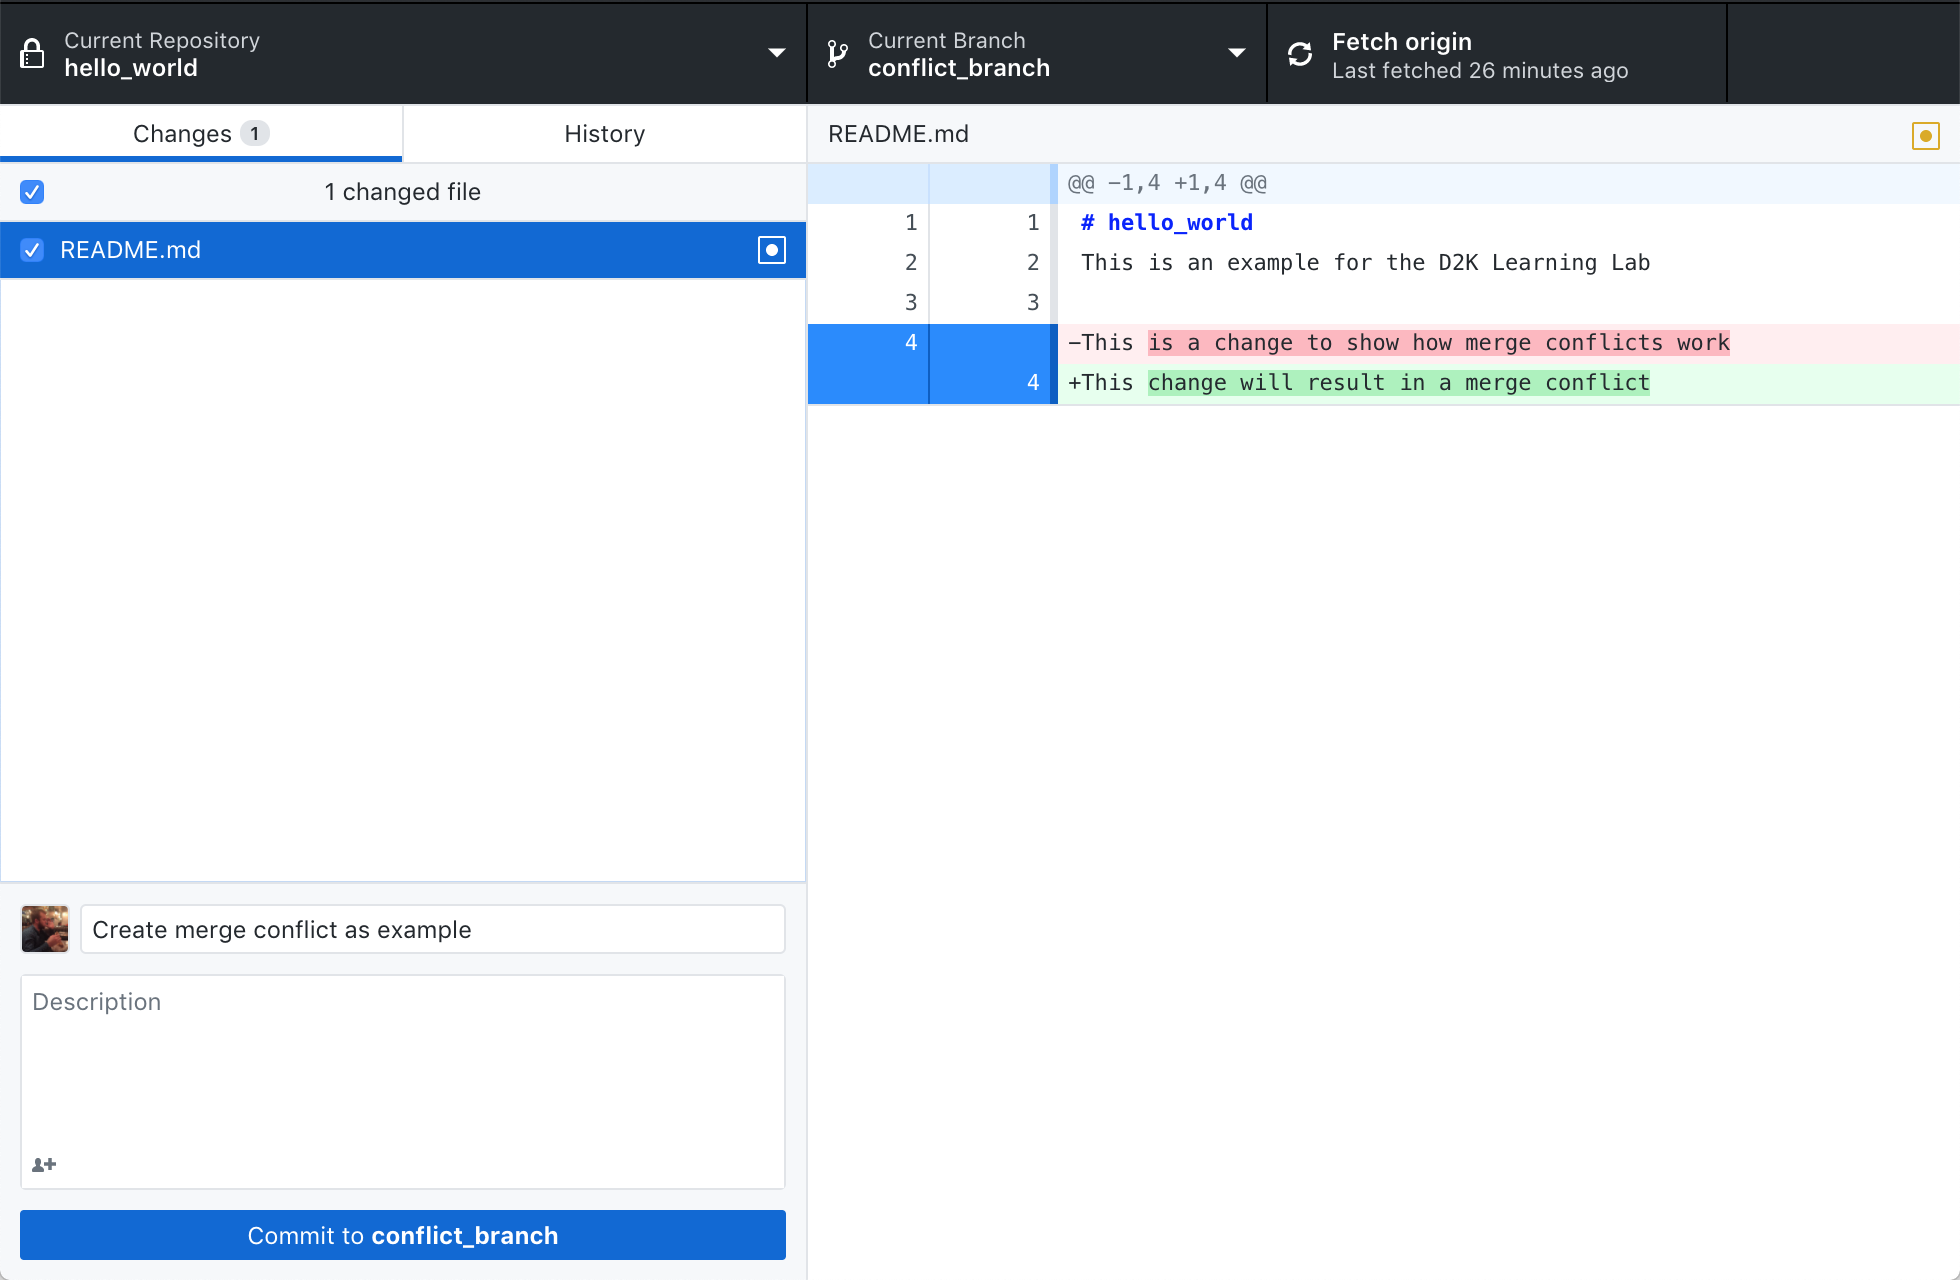 Current Repository
hello_world
Current Branch
conflict_branch
Fetch origin
Last fetched 26 minutes ago
Changes 1
History
README.md
1 changed file
README.md
@@ -1,4 +1,4 @@
1 1 # hello_world
2 2 This is an example for the D2K Learning Lab
3 3
4 -This is a change to show how merge conflicts work
4 +This change will result in a merge conflict
Create merge conflict as example
Description
Commit to conflict_branch